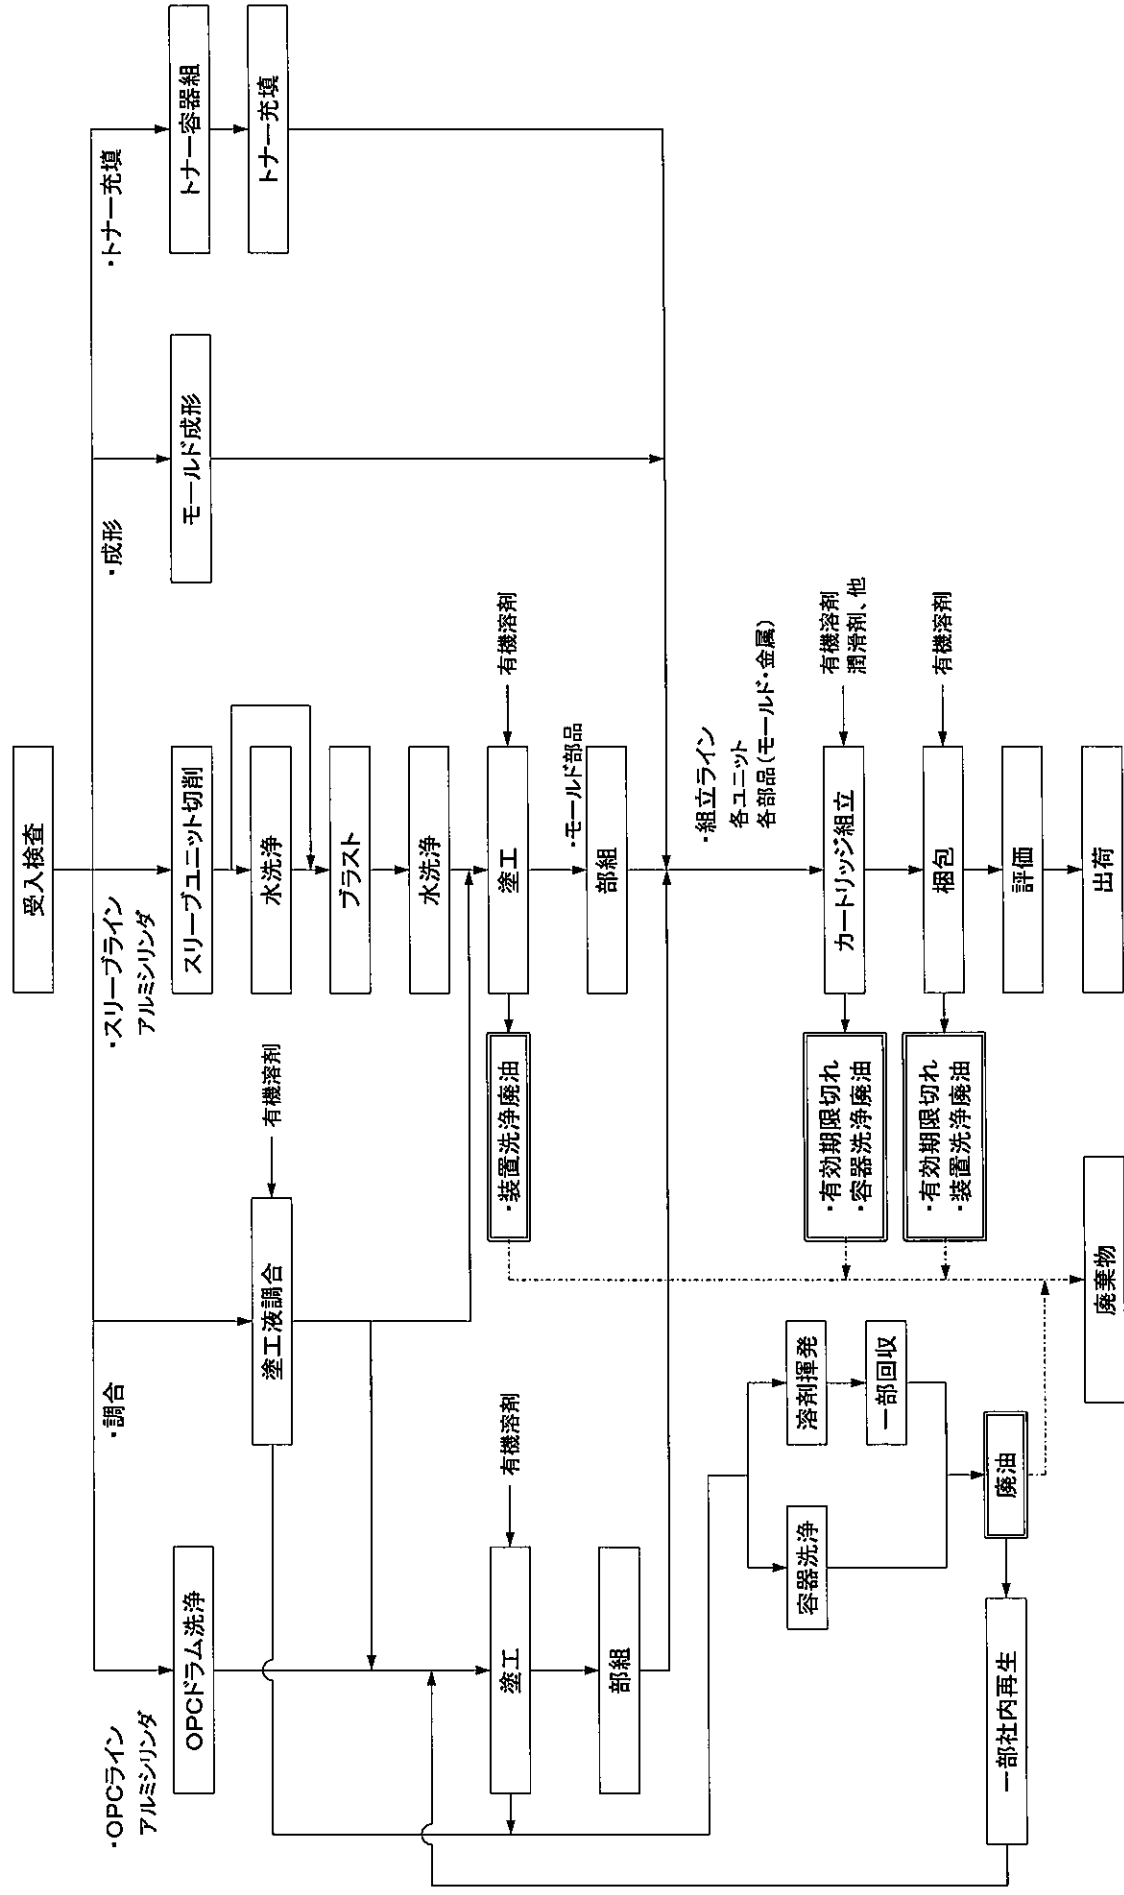 受入検査
・OPCライン
アルミシリンダ
OPCドラム洗浄
塗工
有機溶剤
部組
・調合
塗工液調合
有機溶剤
・スリーブライン
アルミシリンダ
スリーブユニット切削
水洗浄
ブラスト
水洗浄
塗工
有機溶剤
・装置洗浄廃油
・モールド部品
部組
・成形
モールド成形
・トナー充填
トナー容器組
トナー充填
・組立ライン
各ユニット
各部品(モールド・金属)
カートリッジ組立
有機溶剤
潤滑剤、他
・有効期限切れ
・容器洗浄廃油
梱包
有機溶剤
・有効期限切れ
・装置洗浄廃油
評価
出荷
容器洗浄
溶剤揮発
一部回収
廃油
一部社内再生
廃棄物